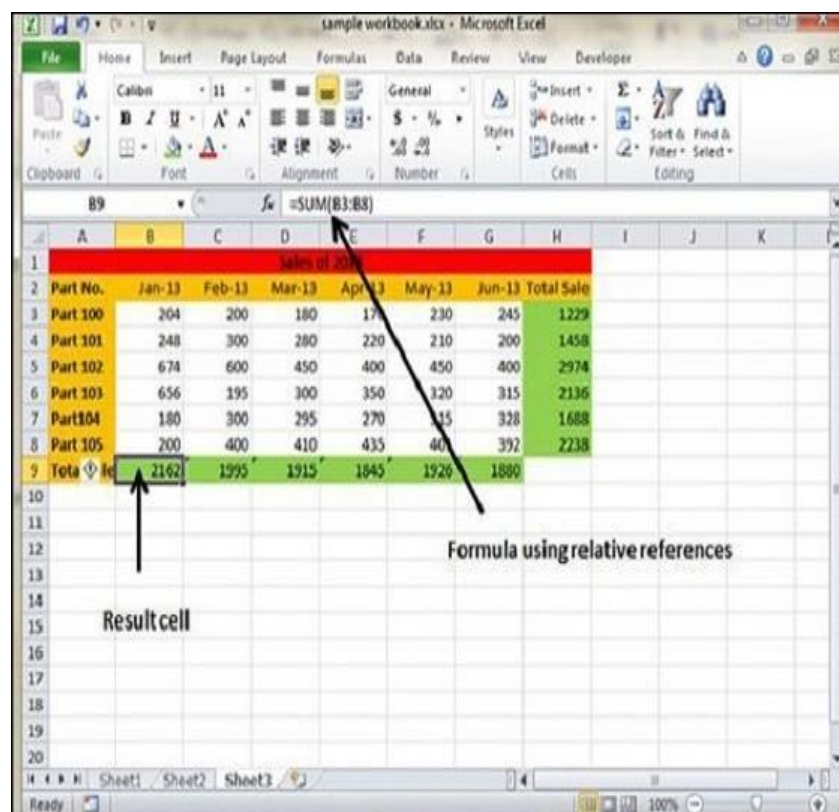 sample workbook.xlsx - Microsoft Excel
File Home Insert Page Layout Formulas Data Review View Developer
Paste
Calibri 11
B I U A A
General
$ %
Styles
Insert
Delete
Format
Σ
Sort & Filter
Find & Select
Clipboard Font Alignment Number Cells Editing
B9 fx =SUM(B3:B8)
A B C D E F G H I J K
1 Sales of
2 Part No. Jan-13 Feb-13 Mar-13 Apr-13 May-13 Jun-13 Total Sale
3 Part 100 204 200 180 230 245 1229
4 Part 101 248 300 280 220 210 200 1458
5 Part 102 674 600 450 400 450 400 2974
6 Part 103 656 195 300 350 320 315 2136
7 Part104 180 300 295 270 328 1688
8 Part 105 200 400 410 435 392 2238
9 2162 1995 1915 1845 1926 1880
10
11
12 Formula using relative references
13
14
15 Result cell
16
17
18
19
20
Sheet1 Sheet2 Sheet3
Ready 100%